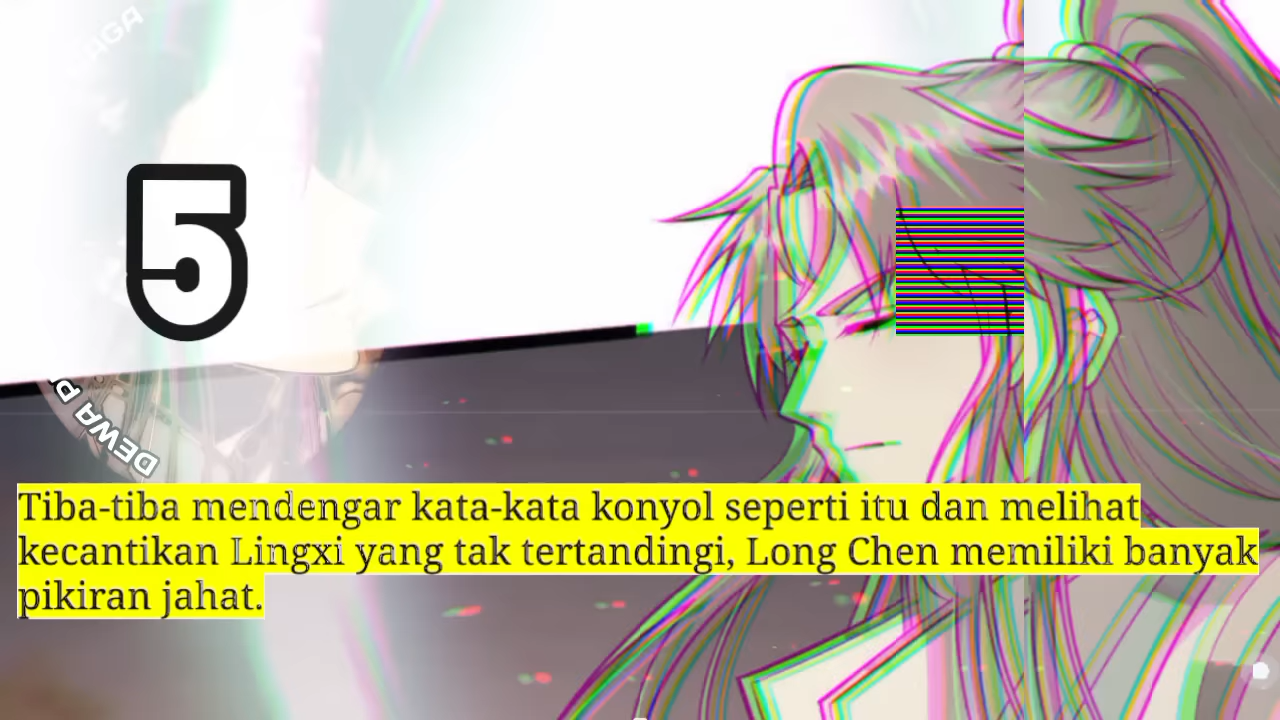 5
DEWA
Tiba-tiba mendengar kata-kata konyol seperti itu dan melihat
kecantikan Lingxi yang tak tertandingi, Long Chen memiliki banyak
pikiran jahat.